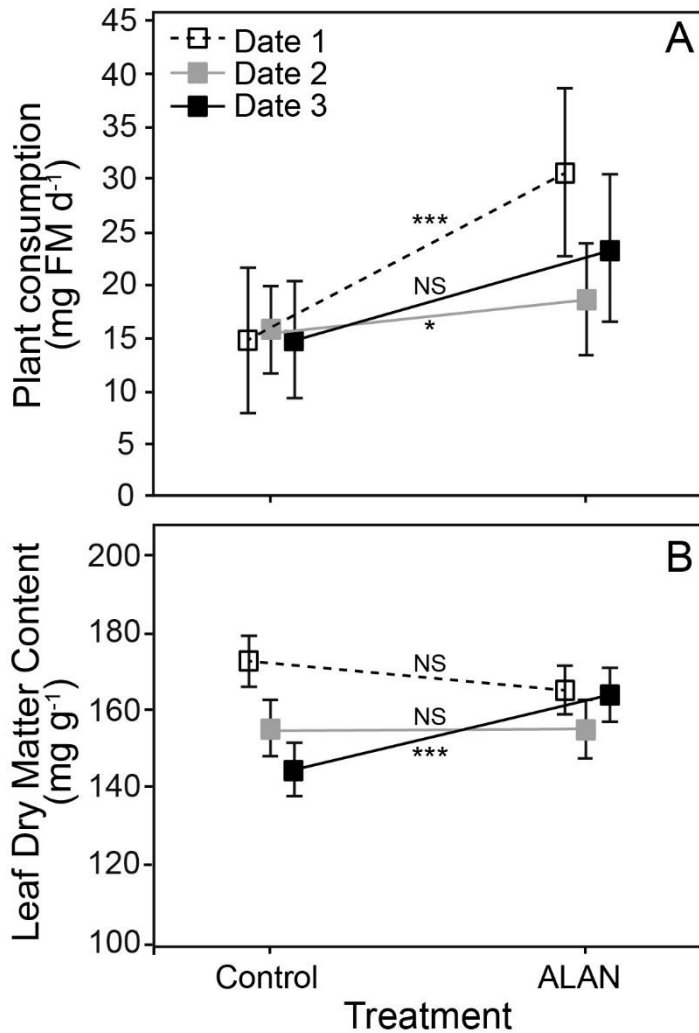 A
Date 1
Date 2
Date 3
45
40
35
30
25
20
15
10
5
0
Plant consumption
(mg FM d⁻¹)
***
NS
*
B
200
180
160
140
120
100
Leaf Dry Matter Content
(mg g⁻¹)
NS
NS
***
Control
ALAN
Treatment